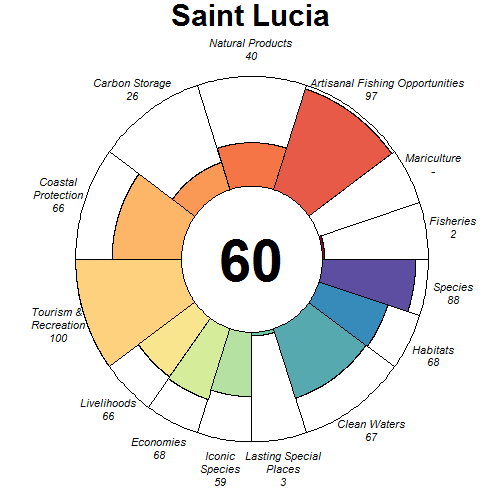 Saint Lucia
Natural Products
40
Carbon Storage
26
Artisanal Fishing Opportunities
97
Mariculture
-
Coastal
Protection
66
Fisheries
2
60
Species
88
Tourism &
Recreation
100
Habitats
68
Livelihoods
66
Clean Waters
67
Economies
68
Iconic
Species
59
Lasting Special
Places
3